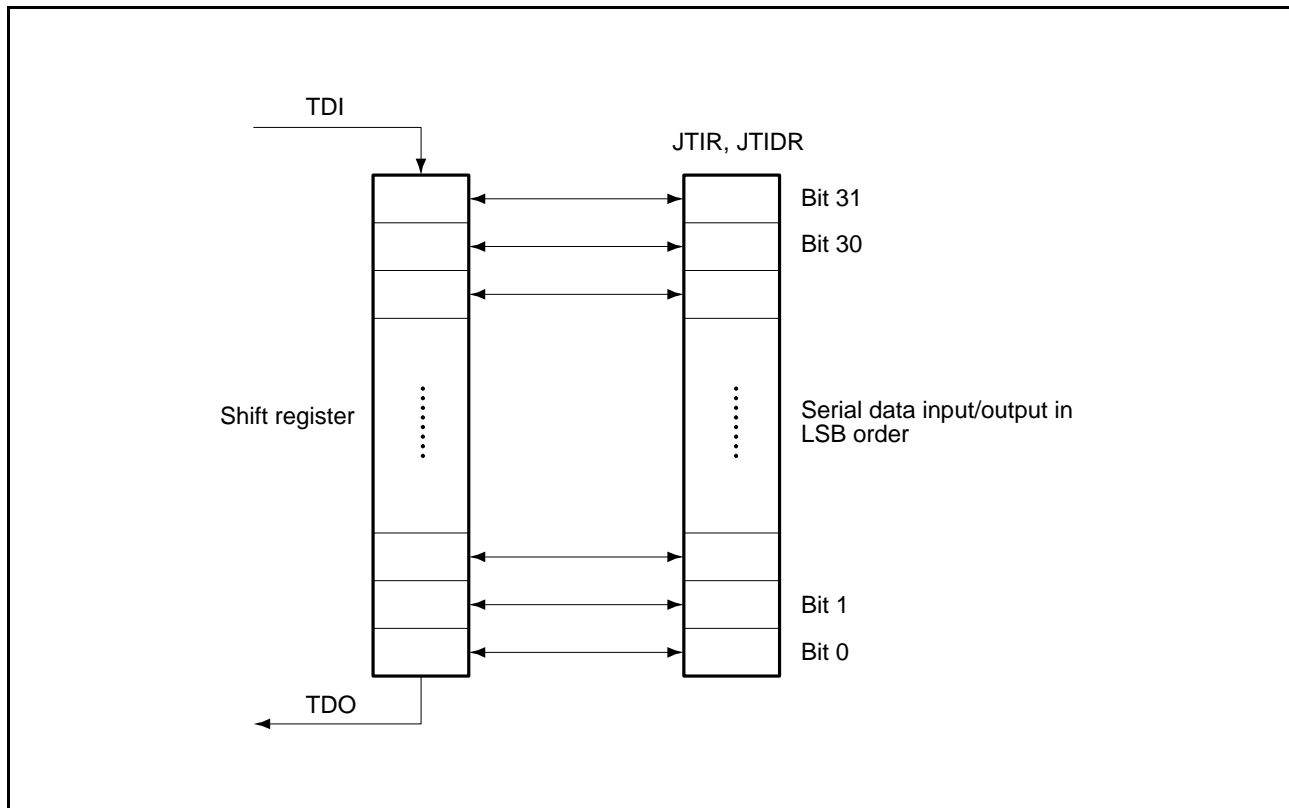 TDI
JTIR, JTIDR
Bit 31
Bit 30
Shift register
Serial data input/output in
LSB order
Bit 1
Bit 0
TDO